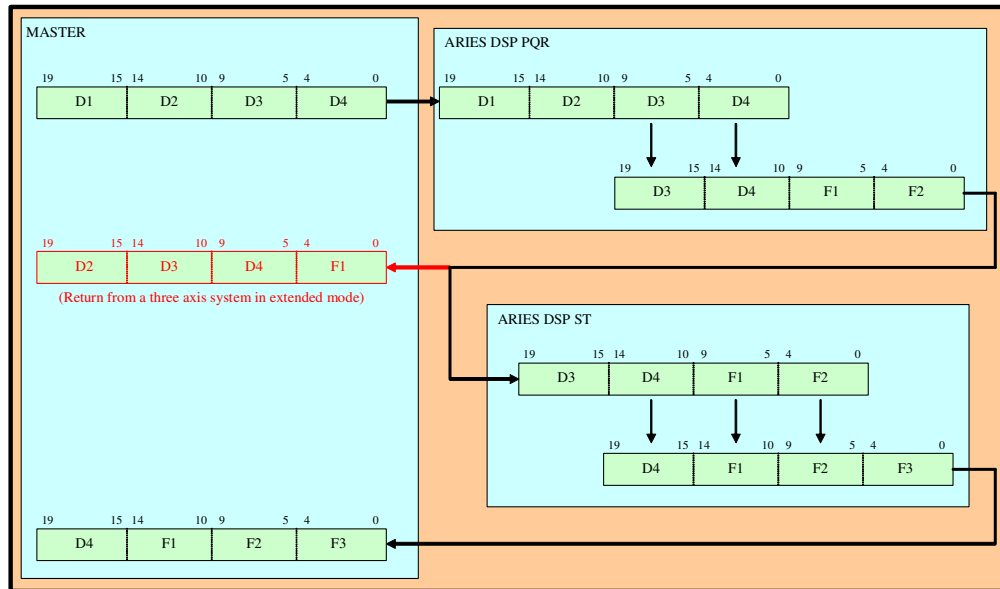 MASTER
19 15 14 10 9 5 4 0
D1 D2 D3 D4
19 15 14 10 9 5 4 0
D2 D3 D4 F1
(Return from a three axis system in extended mode)
19 15 14 10 9 5 4 0
D4 F1 F2 F3
ARIES DSP PQR
19 15 14 10 9 5 4 0
D1 D2 D3 D4
19 15 14 10 9 5 4 0
D3 D4 F1 F2
ARIES DSP ST
19 15 14 10 9 5 4 0
D3 D4 F1 F2
19 15 14 10 9 5 4 0
D4 F1 F2 F3